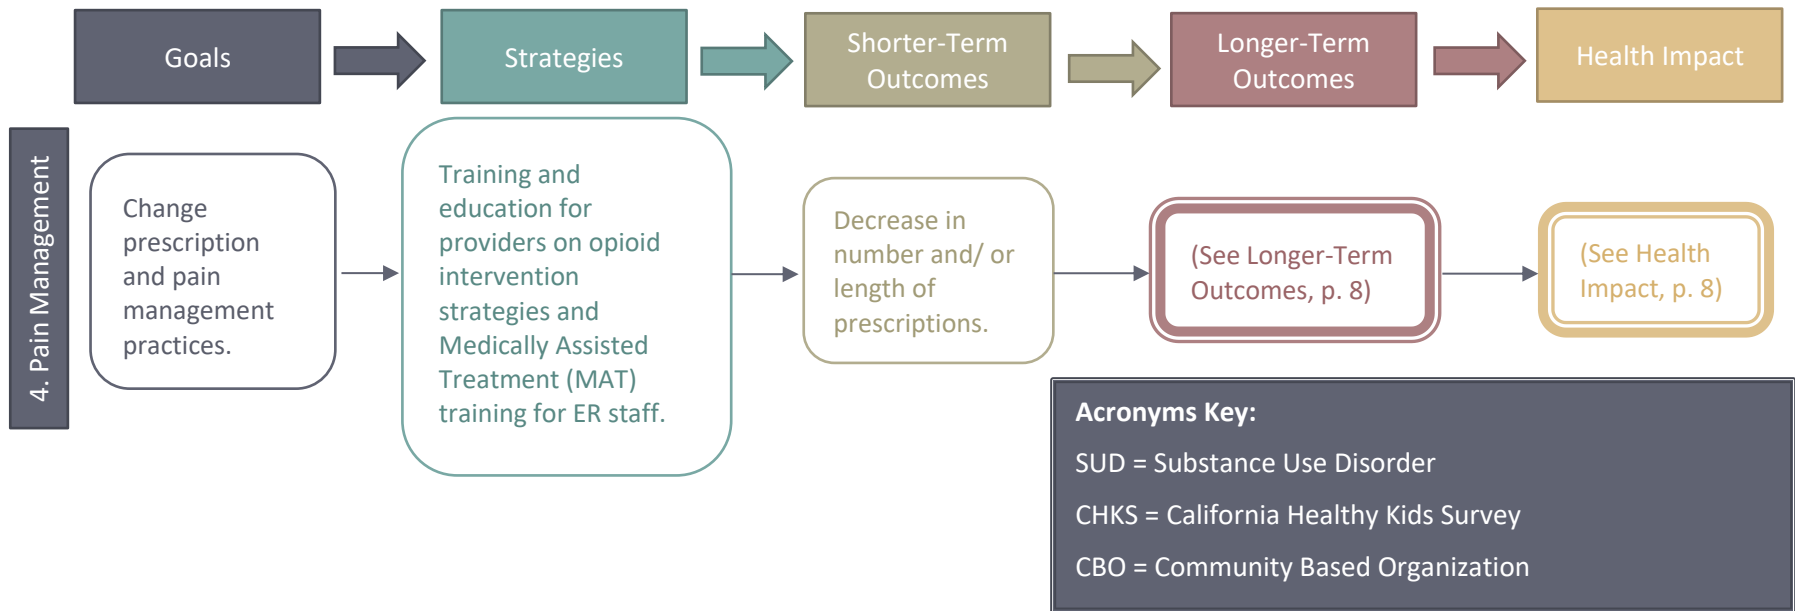 Goals
Strategies
Shorter-Term
Outcomes
Longer-Term
Outcomes
Health Impact
4. Pain Management
Change
prescription
and pain
management
practices.
Training and
education for
providers on opioid
intervention
strategies and
Medically Assisted
Treatment (MAT)
training for ER staff.
Decrease in
number and/ or
length of
prescriptions.
(See Longer-Term
Outcomes, p. 8)
(See Health
Impact, p. 8)
Acronyms Key:
SUD = Substance Use Disorder
CHKS = California Healthy Kids Survey
CBO = Community Based Organization